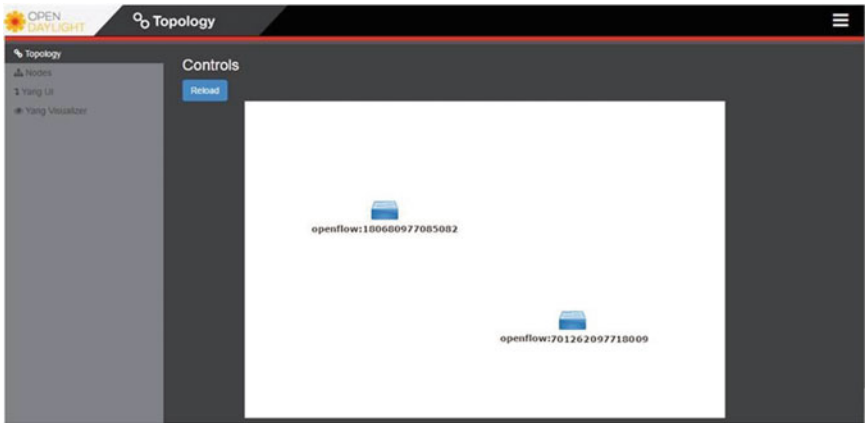 OPEN
DAYLIGHT
Topology
Topology
Nodes
Yang UI
Yang Visualizer
Controls
Reload
openflow:180680977085082
openflow:701262097718009